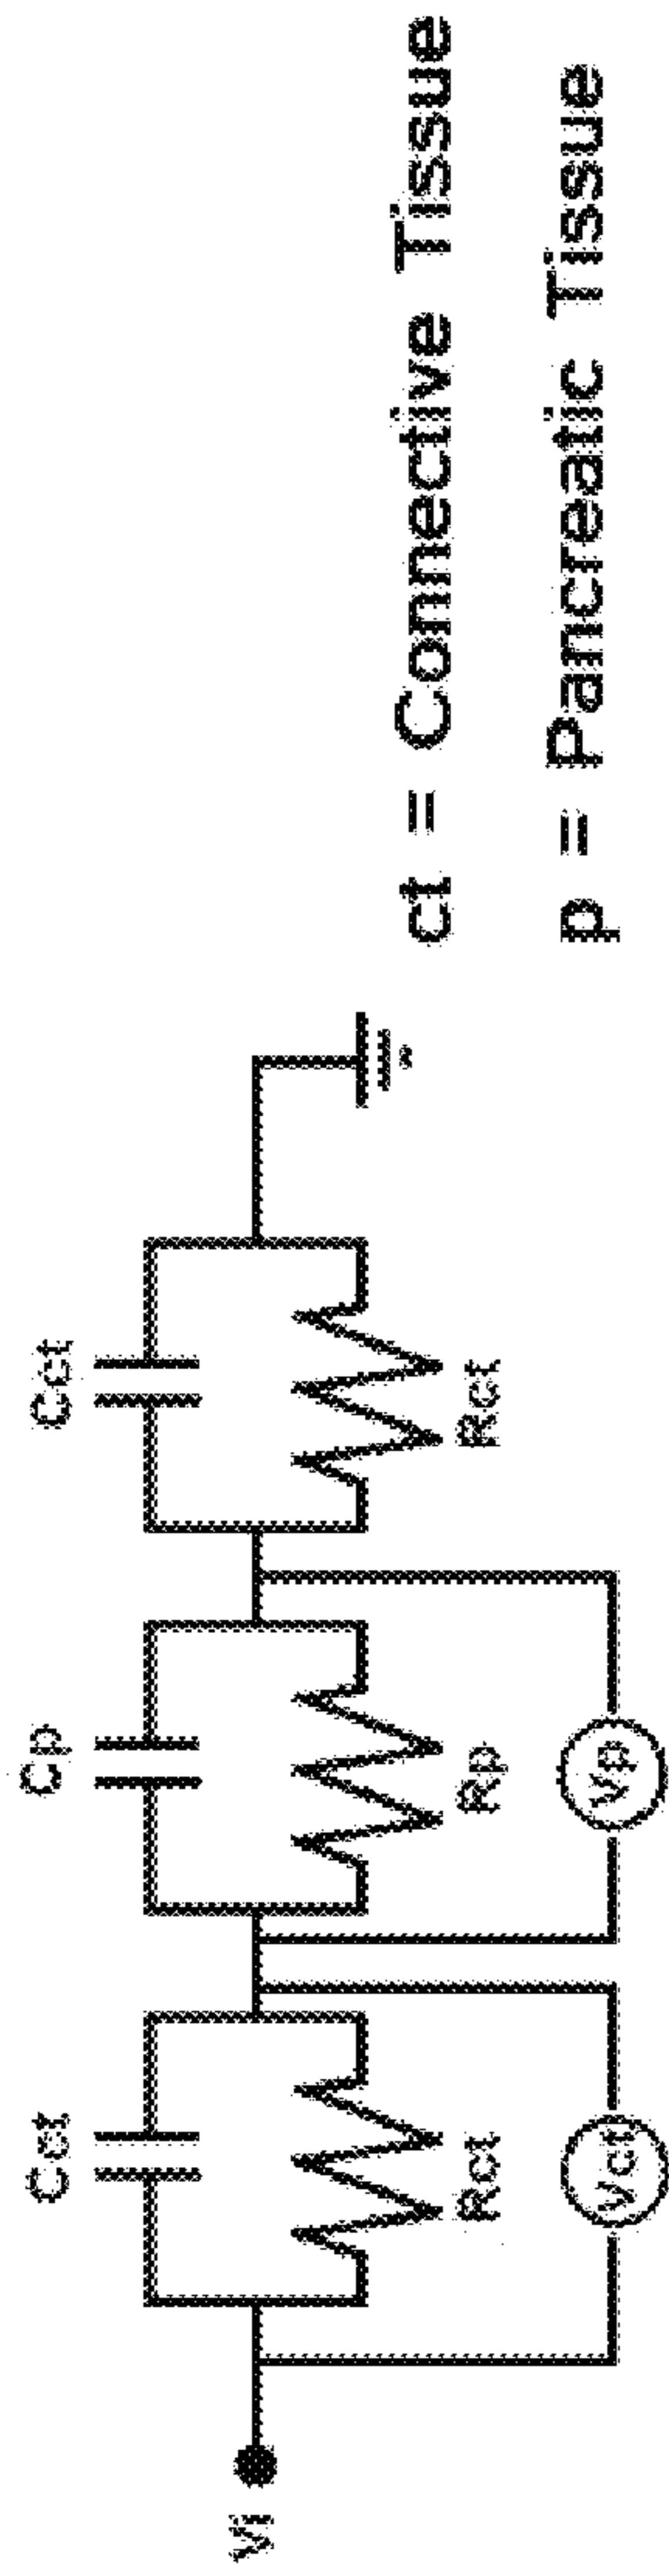 Vi
Cct
Rct
Vct
Cp
Rp
Vp
Cct
Rct
ct = Connective Tissue
p = Pancreatic Tissue